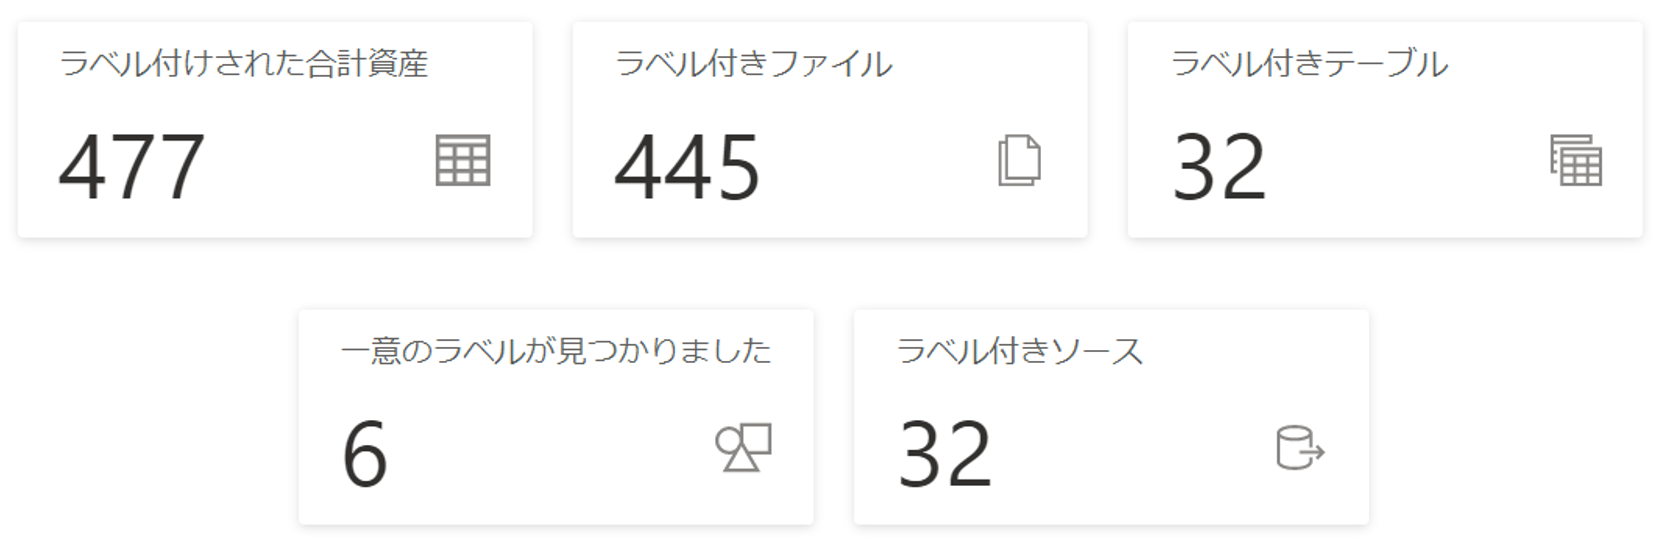 ラベル付けされた合計資産
477
ラベル付きファイル
445
ラベル付きテーブル
32
一意のラベルが見つかりました
6
ラベル付きソース
32